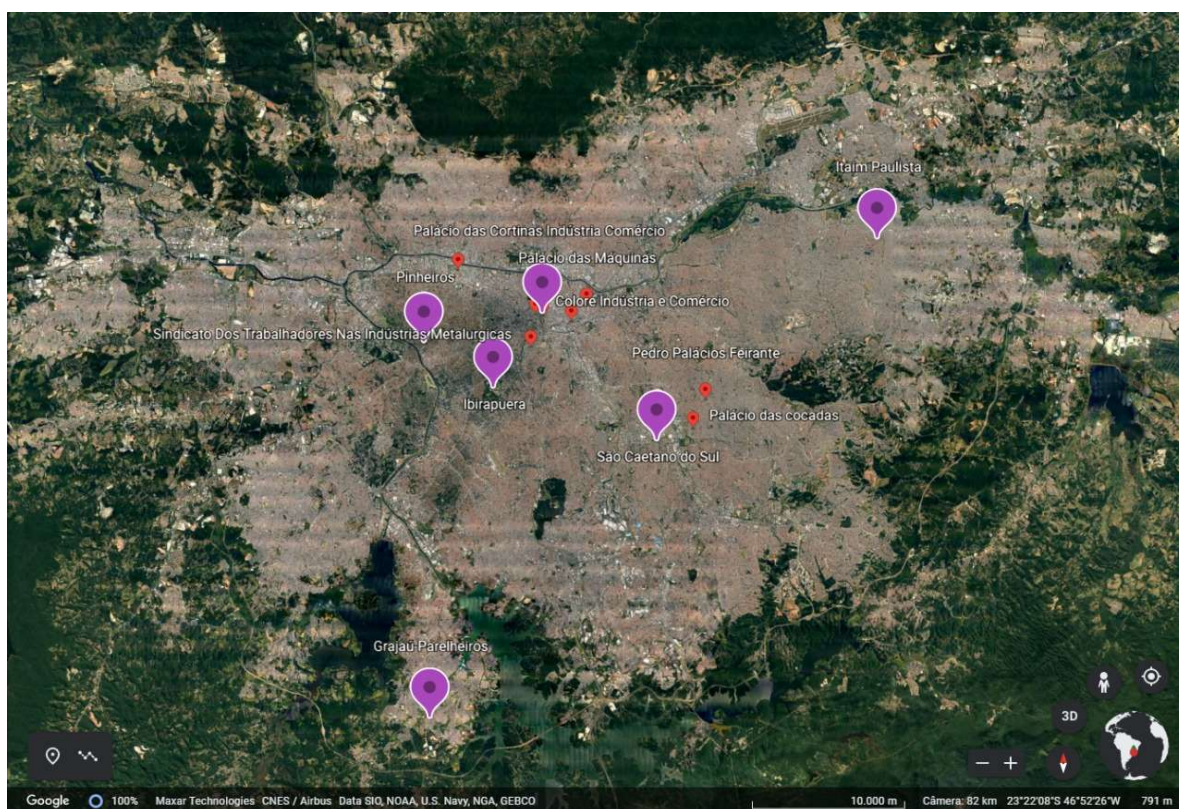 Itaim Paulista
Palácio das Cortinas Indústria Comércio
Palácio das Máquinas
Pinheiros
Colore Indústria e Comércio
Sindicato Dos Trabalhadores Nas Indústrias Metalurgicas
Pedro Palácios Feirante
Ibirapuera
Palácio das cocadas
São Caetano do Sul
Grajaú Parelheiros
3D
Google 100% Maxar Technologies CNES / Airbus Data SIO, NOAA, U.S. Navy, NGA, GEBCO 10.000 m Câmera: 82 km 23°22'08"S 46°52'26"W 791 m